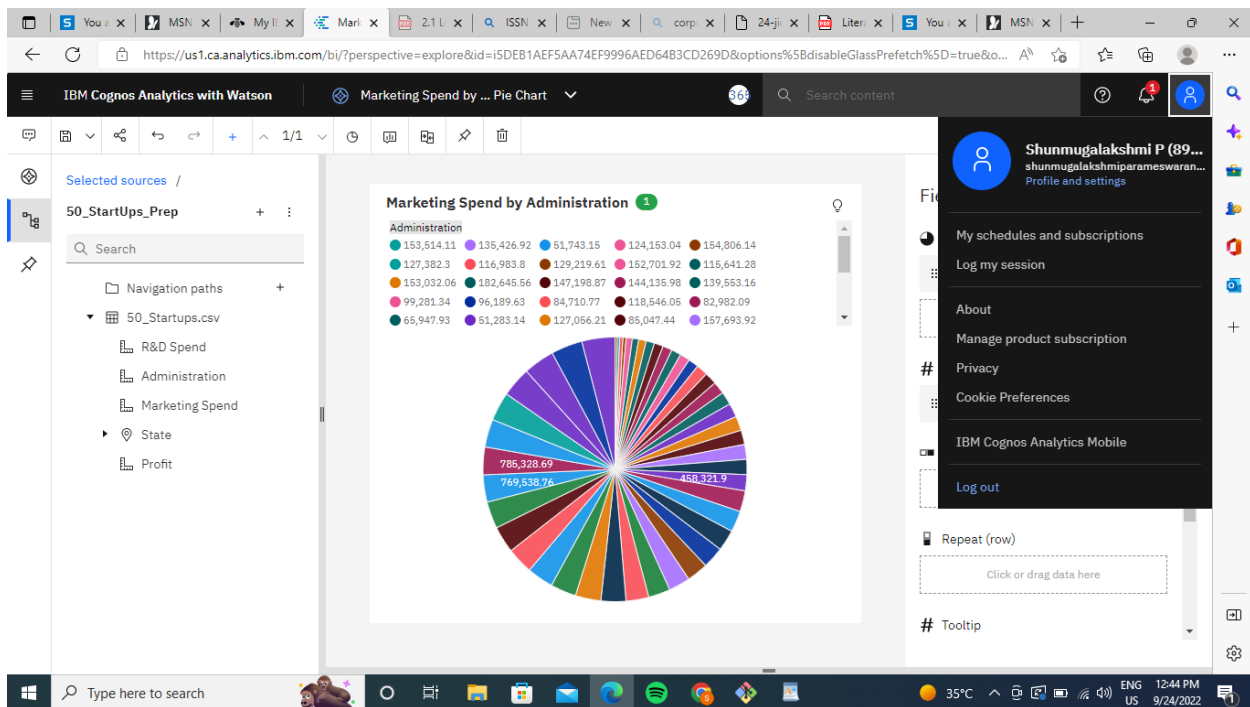 You a
MSN
My I
Mark
2.1 L
ISSN
New
corp
24-ji
Liter
You a
MSN
https://us1.ca.analytics.ibm.com/bi/?perspective=explore&id=i5DEB1AEF5AA74EF9996AED64B3CD269D&options%5BdisableGlassPrefetch%5D=true&o...
IBM Cognos Analytics with Watson
Marketing Spend by ... Pie Chart
365
Search content
1
1/1
Selected sources /
50_StartUps_Prep
Search
Navigation paths
50_Startups.csv
R&D Spend
Administration
Marketing Spend
State
Profit
Marketing Spend by Administration 1
Administration
153,514.11 135,426.92 51,743.15 124,153.04 154,806.14
127,382.3 116,983.8 129,219.61 152,701.92 115,641.28
153,032.06 182,645.56 147,198.87 144,135.98 139,553.16
99,281.34 96,189.63 84,710.77 118,546.05 82,982.09
65,947.93 51,283.14 127,056.21 85,047.44 157,693.92
785,328.69
769,538.76
458,321.9
Fie
#
Shunmugalakshmi P (89...
shunmugalakshmiparameswaran...
Profile and settings
My schedules and subscriptions
Log my session
About
Manage product subscription
Privacy
Cookie Preferences
IBM Cognos Analytics Mobile
Log out
Repeat (row)
Click or drag data here
# Tooltip
Type here to search
35°C
ENG
US
12:44 PM
9/24/2022
1